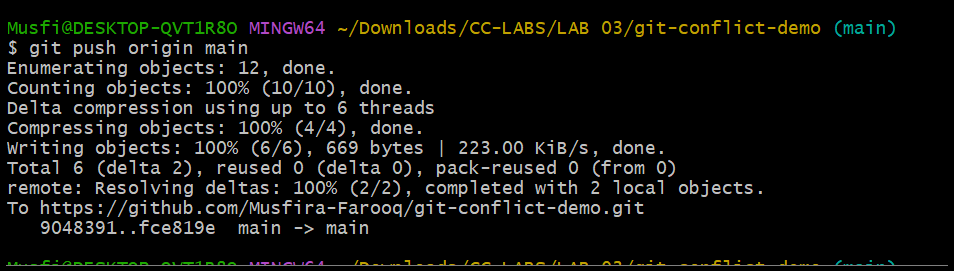 Musfi@DESKTOP-QVT1R8O MINGW64 ~/Downloads/CC-LABS/LAB 03/git-conflict-demo (main)
$ git push origin main
Enumerating objects: 12, done.
Counting objects: 100% (10/10), done.
Delta compression using up to 6 threads
Compressing objects: 100% (4/4), done.
Writing objects: 100% (6/6), 669 bytes | 223.00 KiB/s, done.
Total 6 (delta 2), reused 0 (delta 0), pack-reused 0 (from 0)
remote: Resolving deltas: 100% (2/2), completed with 2 local objects.
To https://github.com/Musfira-Farooq/git-conflict-demo.git
   9048391..fce819e  main -> main
Musfi@DESKTOP-QVT1R8O MINGW64 ~/Downloads/CC-LABS/LAB 03/git-conflict-demo (main)